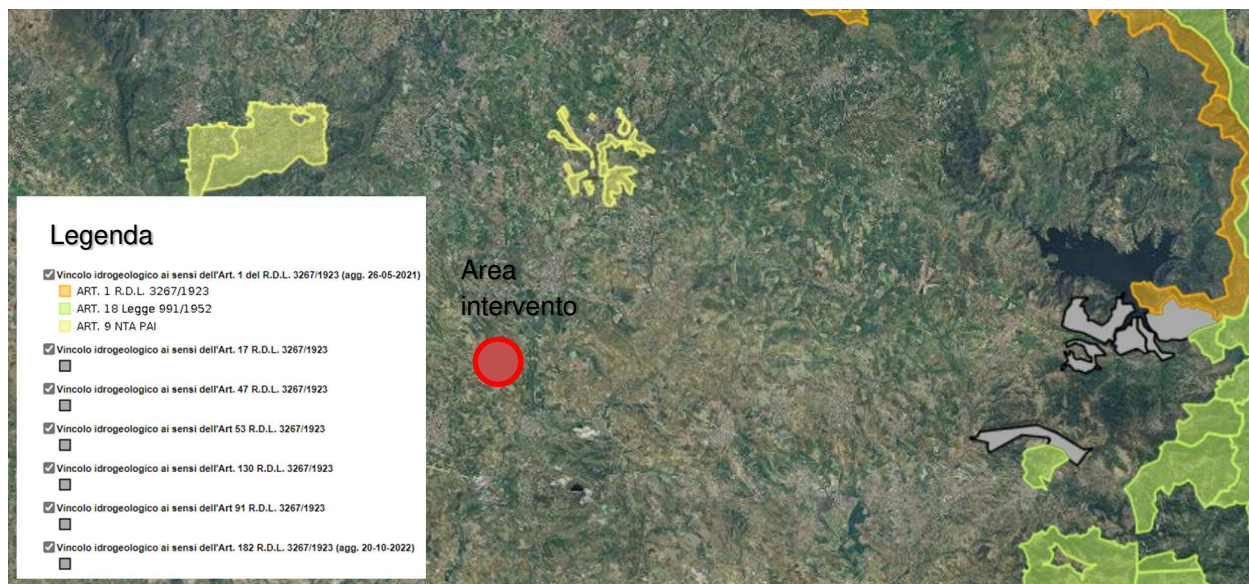 Legenda
Vincolo idrogeologico ai sensi dell'Art. 1 del R.D.L. 3267/1923 (agg. 26-05-2021)
ART. 1 R.D.L. 3267/1923
ART. 18 Legge 991/1952
ART. 9 NTA PAI
Vincolo idrogeologico ai sensi dell'Art. 17 R.D.L. 3267/1923
Vincolo idrogeologico ai sensi dell'Art. 47 R.D.L. 3267/1923
Vincolo idrogeologico ai sensi dell'Art 53 R.D.L. 3267/1923
Vincolo idrogeologico ai sensi dell'Art. 130 R.D.L. 3267/1923
Vincolo idrogeologico ai sensi dell'Art 91 R.D.L. 3267/1923
Vincolo idrogeologico ai sensi dell'Art. 182 R.D.L. 3267/1923 (agg. 20-10-2022)
Area
intervento